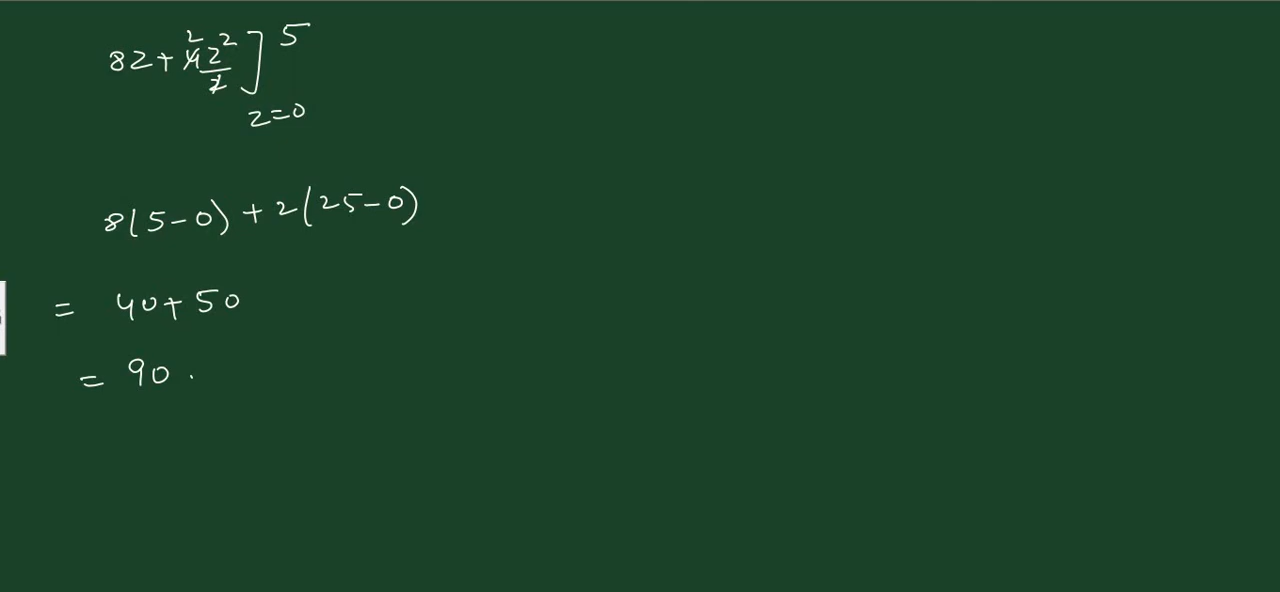 8z + 4z²/2 ]⁵
z=0
8(5-0) + 2(25-0)
= 40 + 50
= 90 .